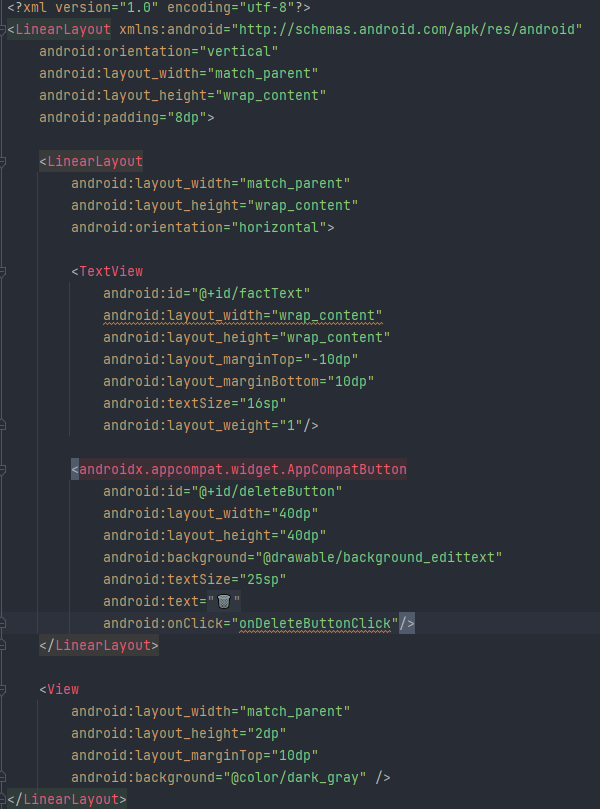 <?xml version="1.0" encoding="utf-8"?>
<LinearLayout xmlns:android="http://schemas.android.com/apk/res/android"
    android:orientation="vertical"
    android:layout_width="match_parent"
    android:layout_height="wrap_content"
    android:padding="8dp">

    <LinearLayout
        android:layout_width="match_parent"
        android:layout_height="wrap_content"
        android:orientation="horizontal">

        <TextView
            android:id="@+id/factText"
            android:layout_width="wrap_content"
            android:layout_height="wrap_content"
            android:layout_marginTop="-10dp"
            android:layout_marginBottom="10dp"
            android:textSize="16sp"
            android:layout_weight="1"/>

        <androidx.appcompat.widget.AppCompatButton
            android:id="@+id/deleteButton"
            android:layout_width="40dp"
            android:layout_height="40dp"
            android:background="@drawable/background_edittext"
            android:textSize="25sp"
            android:text="🗑"
            android:onClick="onDeleteButtonClick"/>
    </LinearLayout>

    <View
        android:layout_width="match_parent"
        android:layout_height="2dp"
        android:layout_marginTop="10dp"
        android:background="@color/dark_gray" />
</LinearLayout>